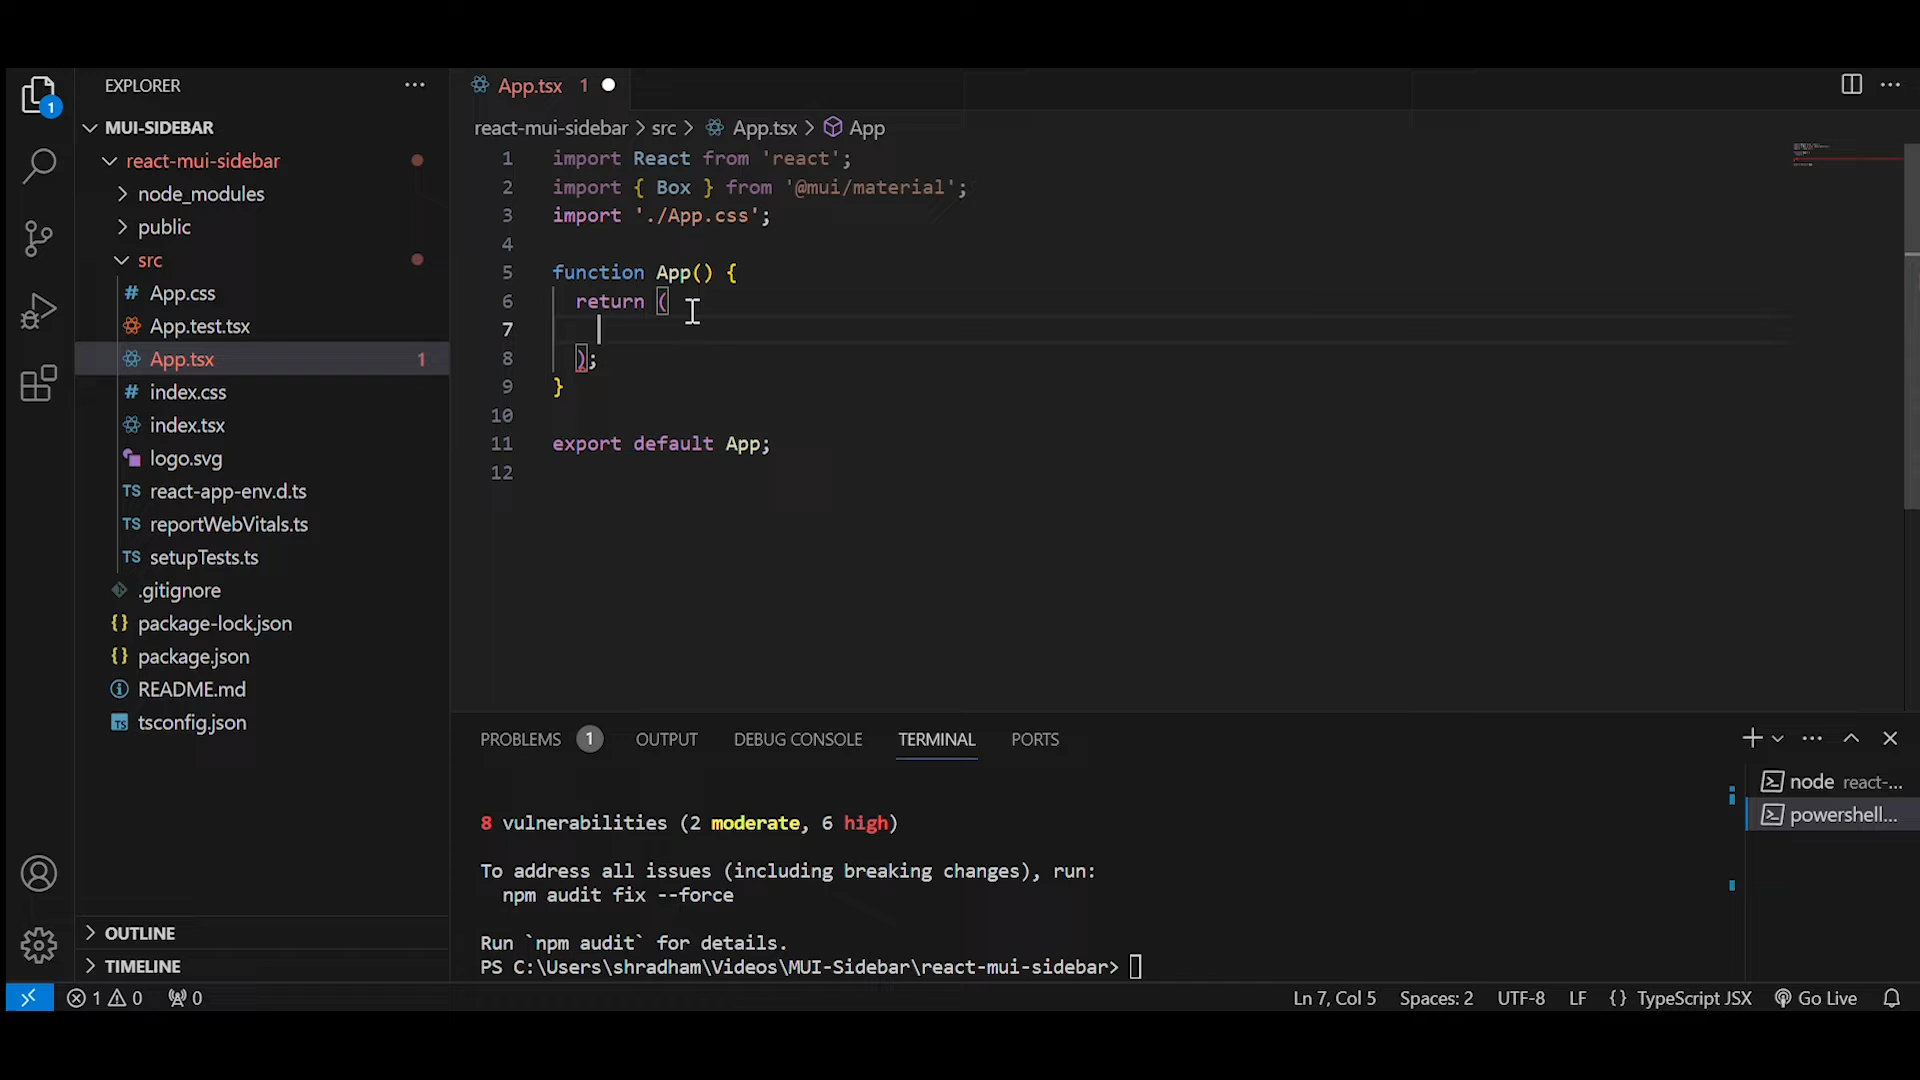 EXPLORER
MUI-SIDEBAR
react-mui-sidebar
node_modules
public
src
# App.css
App.test.tsx
App.tsx 1
# index.css
index.tsx
logo.svg
TS react-app-env.d.ts
TS reportWebVitals.ts
TS setupTests.ts
.gitignore
{} package-lock.json
{} package.json
README.md
TS tsconfig.json
OUTLINE
TIMELINE
1
App.tsx 1
react-mui-sidebar > src > App.tsx > App
1 import React from 'react';
2 import { Box } from '@mui/material';
3 import './App.css';
4
5 function App() {
6 return (
7
8 );
9 }
10
11 export default App;
12
PROBLEMS 1 OUTPUT DEBUG CONSOLE TERMINAL PORTS
8 vulnerabilities (2 moderate, 6 high)
To address all issues (including breaking changes), run:
npm audit fix --force
Run `npm audit` for details.
PS C:\Users\shradham\Videos\MUI-Sidebar\react-mui-sidebar>
node react-...
powershell...
1 0 0 Ln 7, Col 5 Spaces: 2 UTF-8 LF {} TypeScript JSX Go Live